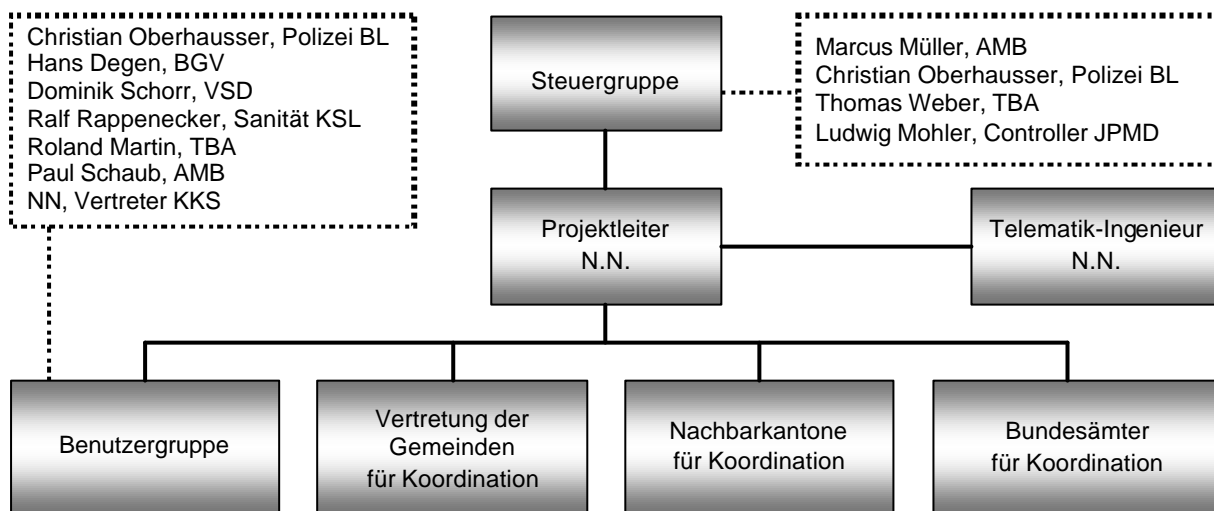 Christian Oberhausser, Polizei BL
Hans Degen, BGV
Dominik Schorr, VSD
Ralf Rappenecker, Sanität KSL
Roland Martin, TBA
Paul Schaub, AMB
NN, Vertreter KKS
Steuergruppe
Marcus Müller, AMB
Christian Oberhausser, Polizei BL
Thomas Weber, TBA
Ludwig Mohler, Controller JPMD
Projektleiter
N.N.
Telematik-Ingenieur
N.N.
Benutzergruppe
Vertretung der
Gemeinden
für Koordination
Nachbarkantone
für Koordination
Bundesämter
für Koordination